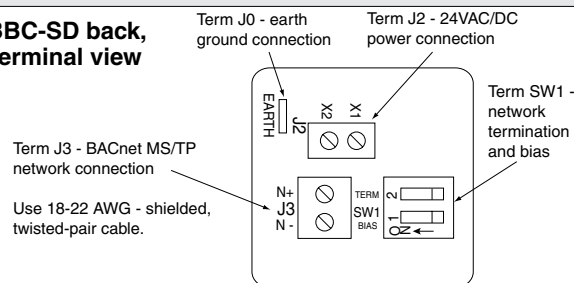 BBC-SD back,
terminal view
Term J0 - earth
ground connection
Term J2 - 24VAC/DC
power connection
Term SW1 -
network
termination
and bias
Term J3 - BACnet MS/TP
network connection
Use 18-22 AWG - shielded,
twisted-pair cable.
EARTH
J2
X2
X1
N+
J3
N -
TERM
SW1
BIAS
2
1
ON